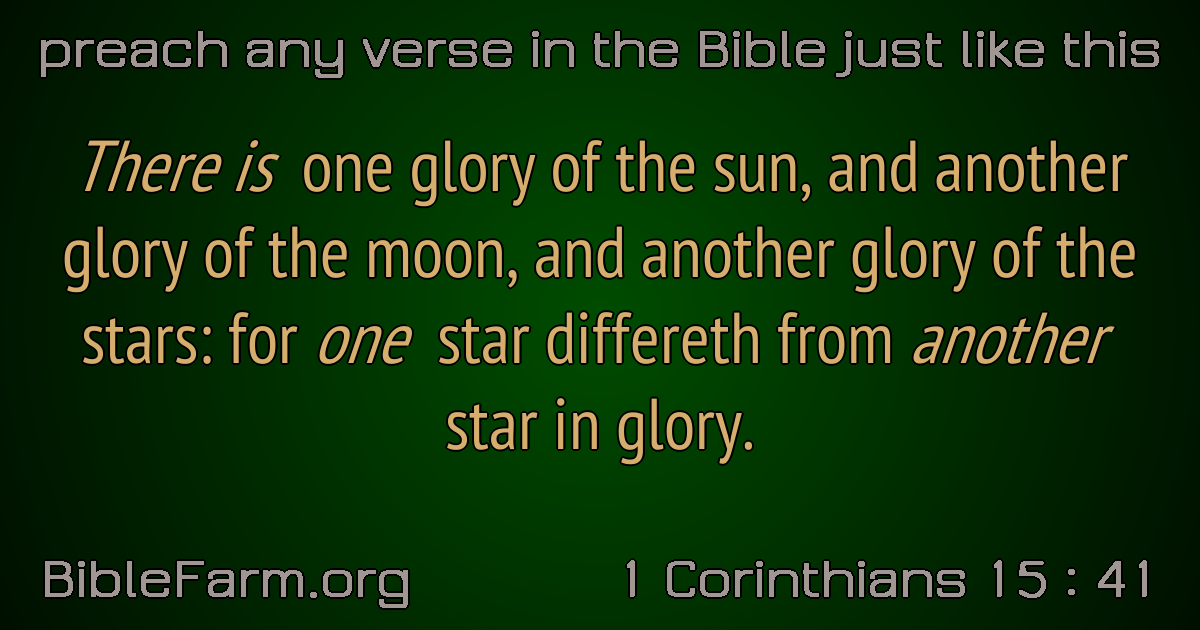 preach any verse in the Bible just like this
There is one glory of the sun, and another
glory of the moon, and another glory of the
stars: for one star differeth from another
star in glory.
BibleFarm.org
1 Corinthians 15 : 41